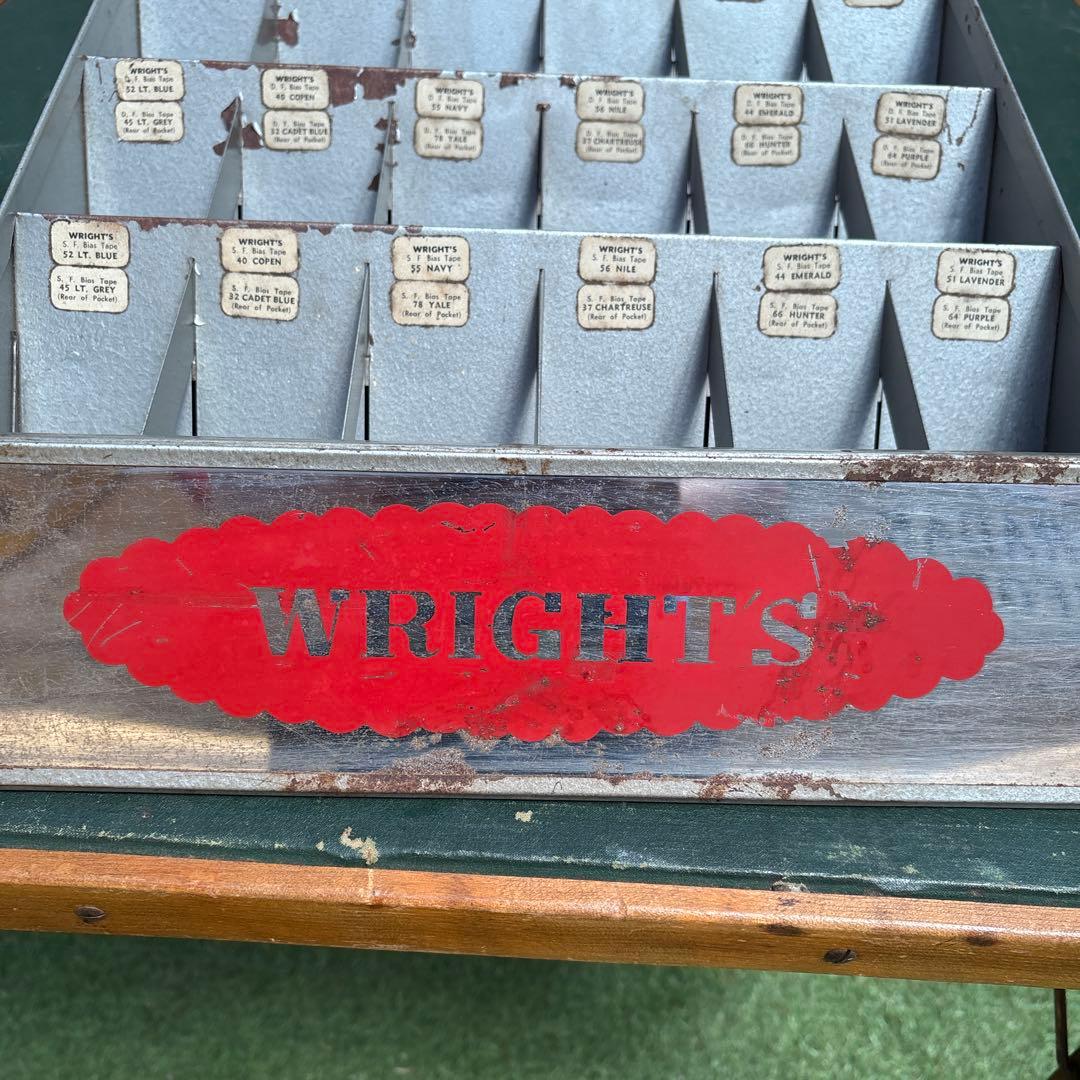 WRIGHT'S
D. F. Bias Tape
52 LT. BLUE
D. F. Bias Tape
45 LT. GREY
(Rear of Pocket)
WRIGHT'S
D. F. Bias Tape
40 COPEN
D. F. Bias Tape
32 CADET BLUE
(Rear of Pocket)
WRIGHT'S
D. F. Bias Tape
55 NAVY
D. F. Bias Tape
78 YALE
(Rear of Pocket)
WRIGHT'S
D. F. Bias Tape
56 NILE
D. F. Bias Tape
37 CHARTREUSE
(Rear of Pocket)
WRIGHT'S
D. F. Bias Tape
44 EMERALD
D. F. Bias Tape
66 HUNTER
(Rear of Pocket)
WRIGHT'S
D. F. Bias Tape
51 LAVENDER
D. F. Bias Tape
64 PURPLE
(Rear of Pocket)
WRIGHT'S
S. F. Bias Tape
52 LT. BLUE
S. F. Bias Tape
45 LT. GREY
(Rear of Pocket)
WRIGHT'S
S. F. Bias Tape
40 COPEN
S. F. Bias Tape
32 CADET BLUE
(Rear of Pocket)
WRIGHT'S
S F Bias Tape
55 NAVY
S. F. Bias Tape
78 YALE
(Rear of Pocket)
WRIGHT'S
S F Bias Tape
56 NILE
S. F. Bias Tape
37 CHARTREUSE
(Rear of Pocket)
WRIGHT'S
S. F. Bias Tape
44 EMERALD
S. F. Bias Tape
66 HUNTER
(Rear of Pocket)
WRIGHT'S
S. F. Bias Tape
51 LAVENDER
S. F. Bias Tape
64 PURPLE
(Rear of Pocket)
WRIGHT'S